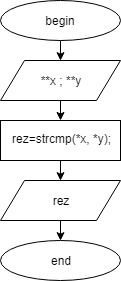 begin
**x ; **y
rez=strcmp(*x, *y);
rez
end